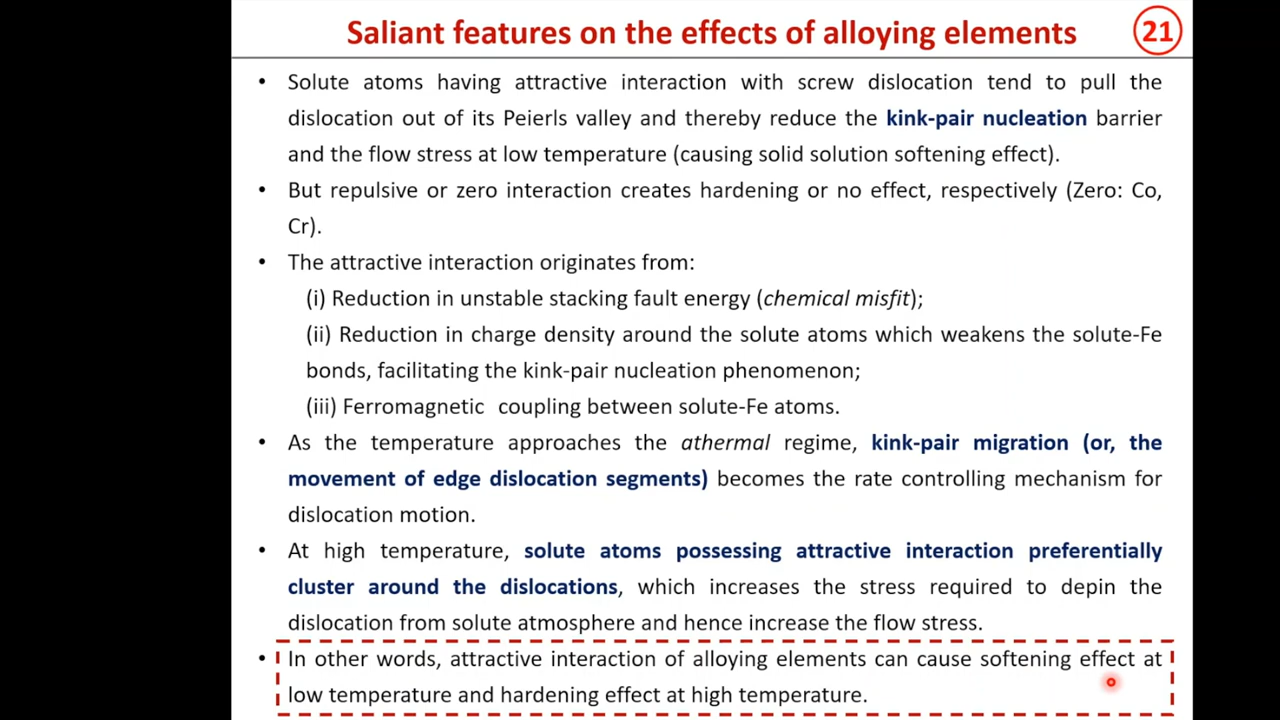 Saliant features on the effects of alloying elements
21
• Solute atoms having attractive interaction with screw dislocation tend to pull the
dislocation out of its Peierls valley and thereby reduce the kink-pair nucleation barrier
and the flow stress at low temperature (causing solid solution softening effect).
• But repulsive or zero interaction creates hardening or no effect, respectively (Zero: Co,
Cr).
• The attractive interaction originates from:
(i) Reduction in unstable stacking fault energy (chemical misfit);
(ii) Reduction in charge density around the solute atoms which weakens the solute-Fe
bonds, facilitating the kink-pair nucleation phenomenon;
(iii) Ferromagnetic coupling between solute-Fe atoms.
• As the temperature approaches the athermal regime, kink-pair migration (or, the
movement of edge dislocation segments) becomes the rate controlling mechanism for
dislocation motion.
• At high temperature, solute atoms possessing attractive interaction preferentially
cluster around the dislocations, which increases the stress required to depin the
dislocation from solute atmosphere and hence increase the flow stress.
• In other words, attractive interaction of alloying elements can cause softening effect at
low temperature and hardening effect at high temperature.